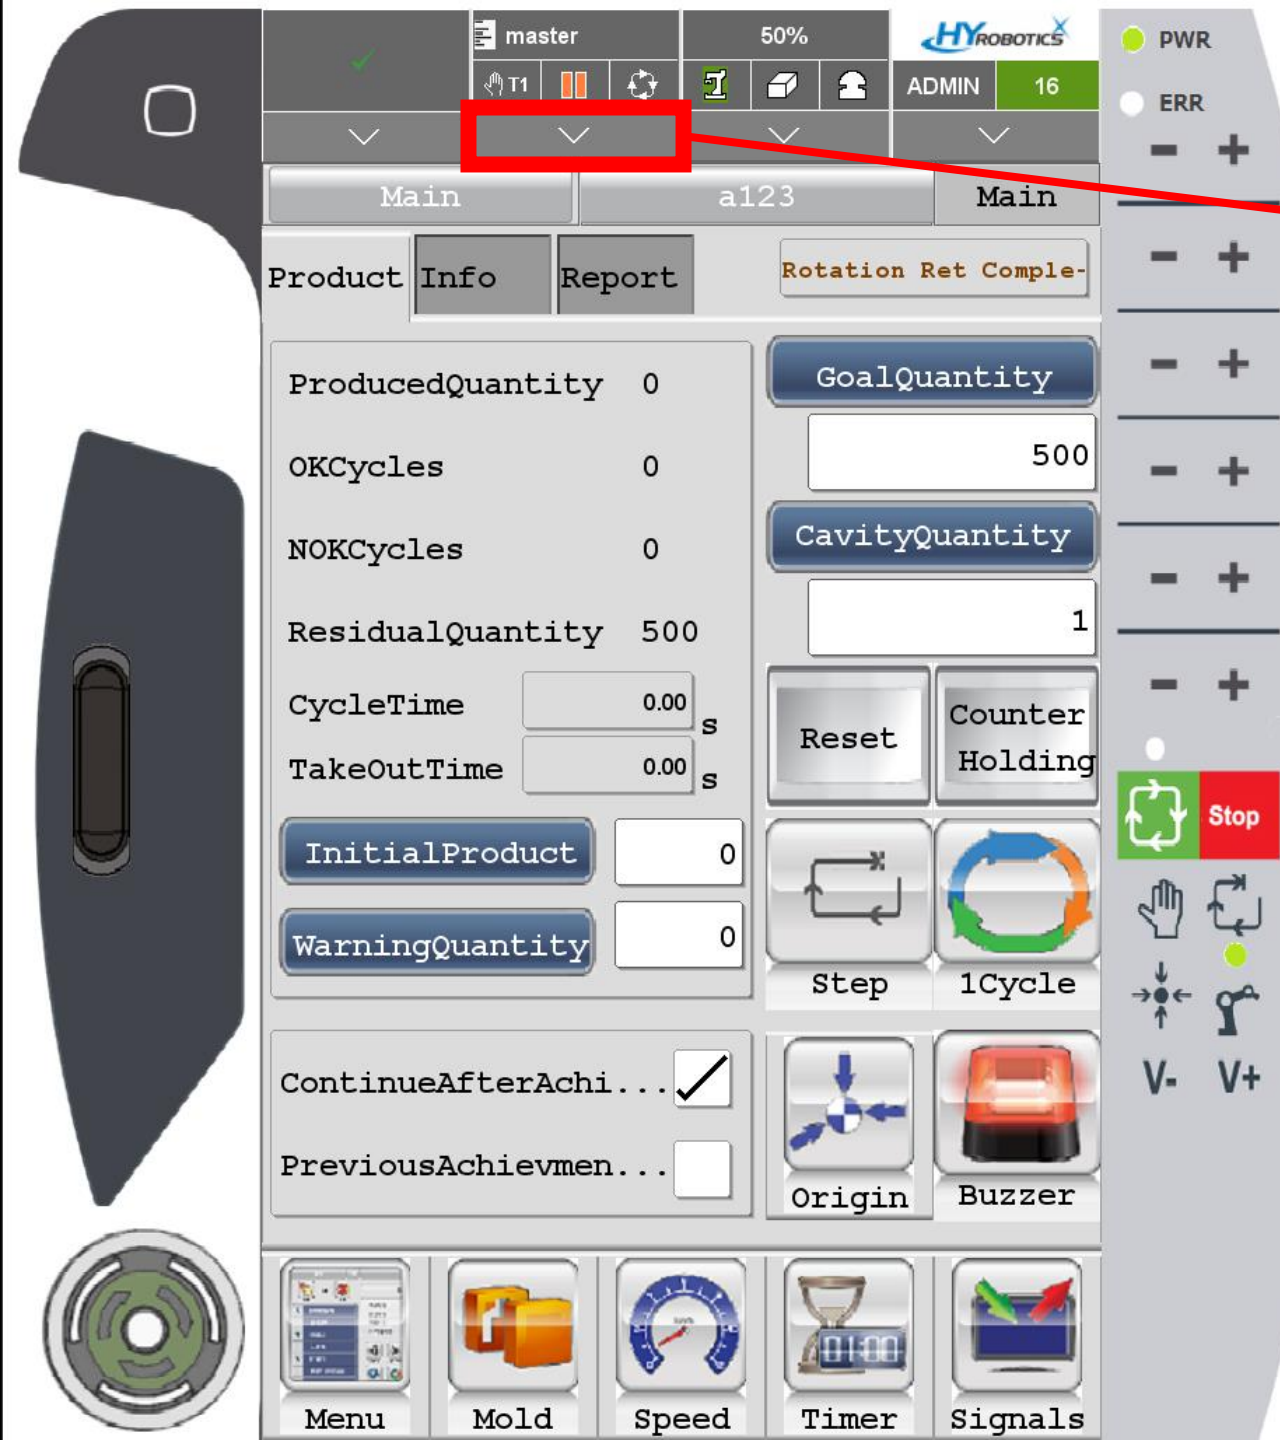 master
50%
HYROBOTICS
PWR
T1
ADMIN
16
ERR
Main
a123
Main
Product
Info
Report
Rotation Ret Comple-
ProducedQuantity 0
GoalQuantity
500
OKCycles 0
CavityQuantity
NOKCycles 0
1
ResidualQuantity 500
CycleTime 0.00 s
Reset
Counter
Holding
TakeOutTime 0.00 s
Stop
InitialProduct 0
WarningQuantity 0
Step
1Cycle
ContinueAfterAchi...
V-
V+
PreviousAchievmen...
Origin
Buzzer
01:00
Menu
Mold
Speed
Timer
Signals